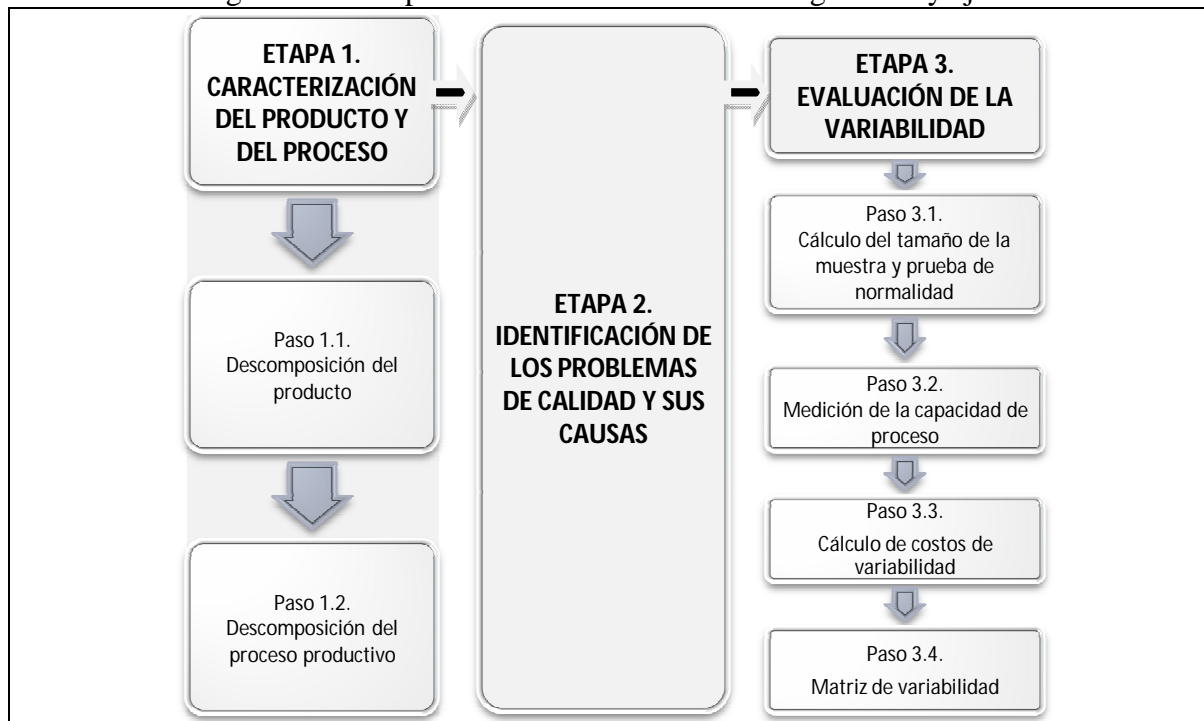 ETAPA 1.
CARACTERIZACIÓN
DEL PRODUCTO Y
DEL PROCESO
Paso 1.1.
Descomposición del
producto
Paso 1.2.
Descomposición del
proceso productivo
ETAPA 2.
IDENTIFICACIÓN DE
LOS PROBLEMAS
DE CALIDAD Y SUS
CAUSAS
ETAPA 3.
EVALUACIÓN DE LA
VARIABILIDAD
Paso 3.1.
Cálculo del tamaño de la
muestra y prueba de
normalidad
Paso 3.2.
Medición de la capacidad de
proceso
Paso 3.3.
Cálculo de costos de
variabilidad
Paso 3.4.
Matriz de variabilidad